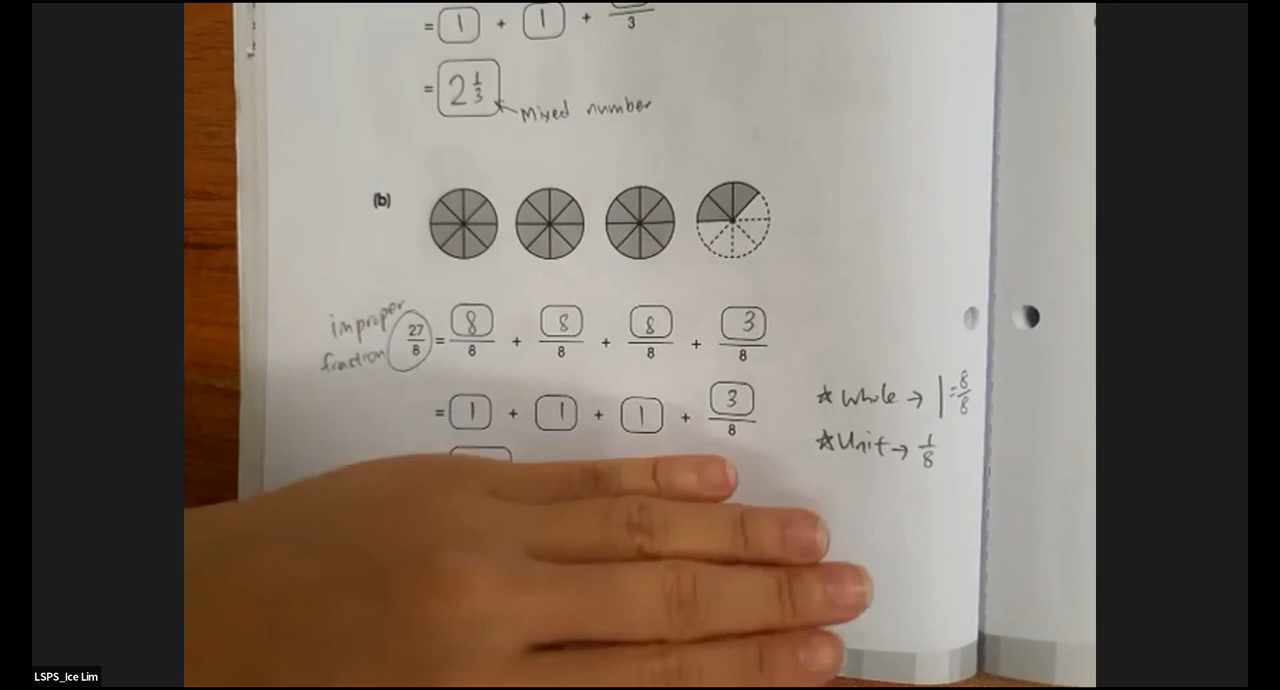 = 1 + 1 + /3
= 2 1/3
Mixed number
(b)
improper fraction 27/8 = 8/8 + 8/8 + 8/8 + 3/8
= 1 + 1 + 1 + 3/8
☆ Whole → 1 = 8/8
☆ Unit → 1/8
LSPS_Ice Lim